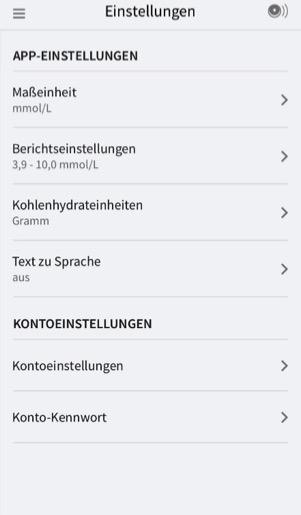 Einstellungen
APP-EINSTELLUNGEN
Maßeinheit
mmol/L
Berichtseinstellungen
3,9 - 10,0 mmol/L
Kohlenhydrateinheiten
Gramm
Text zu Sprache
aus
KONTOEINSTELLUNGEN
Kontoeinstellungen
Konto-Kennwort